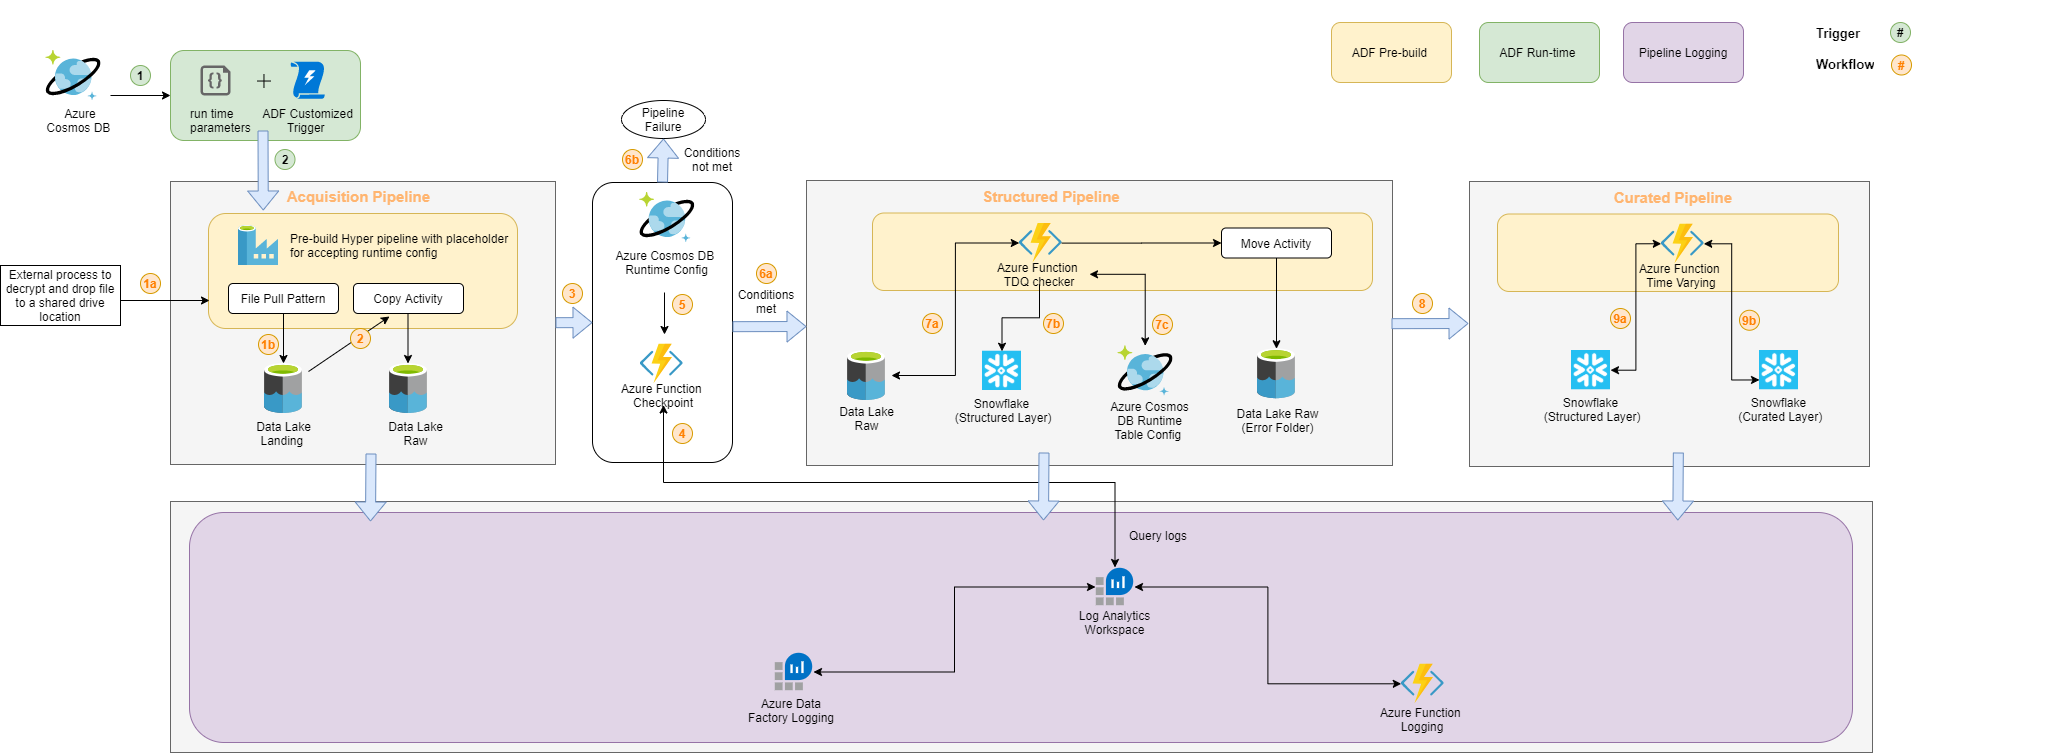 ADF Pre-build
ADF Run-time
Pipeline Logging
Trigger
#
Workflow
#
Azure
Cosmos DB
1
run time
parameters
+
ADF Customized
Trigger
2
Pipeline
Failure
6b
Conditions
not met
Acquisition Pipeline
Pre-build Hyper pipeline with placeholder
for accepting runtime config
External process to
decrypt and drop file
to a shared drive
location
1a
File Pull Pattern
Copy Activity
1b
2
Data Lake
Landing
Data Lake
Raw
3
Azure Cosmos DB
Runtime Config
5
Azure Function
Checkpoint
4
6a
Conditions
met
Structured Pipeline
Azure Function
TDQ checker
Move Activity
7a
7b
7c
Data Lake
Raw
Snowflake
(Structured Layer)
Azure Cosmos
DB Runtime
Table Config
Data Lake Raw
(Error Folder)
8
Curated Pipeline
Azure Function
Time Varying
9a
9b
Snowflake
(Structured Layer)
Snowflake
(Curated Layer)
Query logs
Log Analytics
Workspace
Azure Data
Factory Logging
Azure Function
Logging